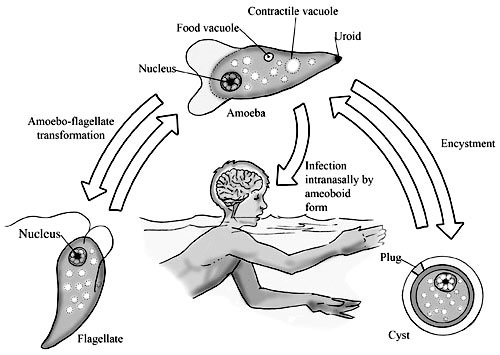 Contractile vacuole
Food vacuole
Uroid
Nucleus
Amoeba
Amoebo-flagellate
transformation
Infection
intranasally by
ameoboid
form
Encystment
Nucleus
Flagellate
Plug
Cyst